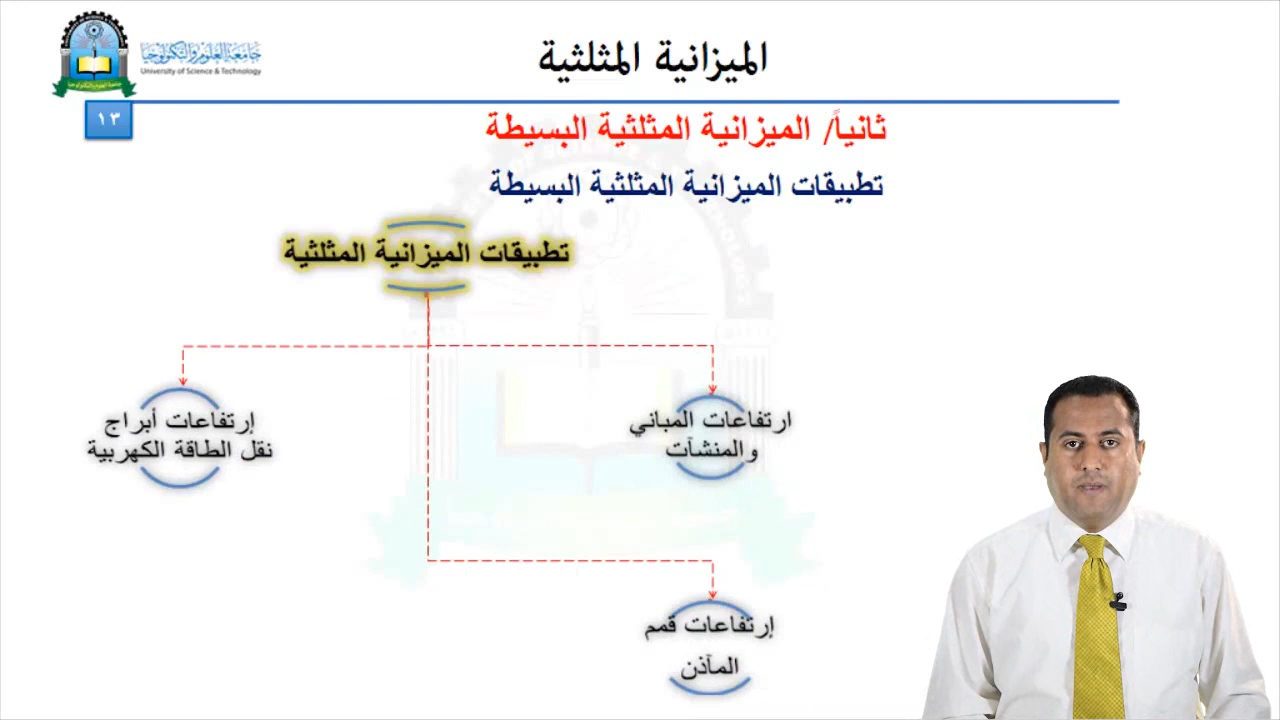 جامعة العلوم والتكنولوجيا
University of Science & Technology
الميزانية المثلثية
١٣
ثانياً/ الميزانية المثلثية البسيطة
تطبيقات الميزانية المثلثية البسيطة
تطبيقات الميزانية المثلثية
ارتفاعات المباني
والمنشآت
إرتفاعات أبراج
نقل الطاقة الكهربية
إرتفاعات قمم
المآذن